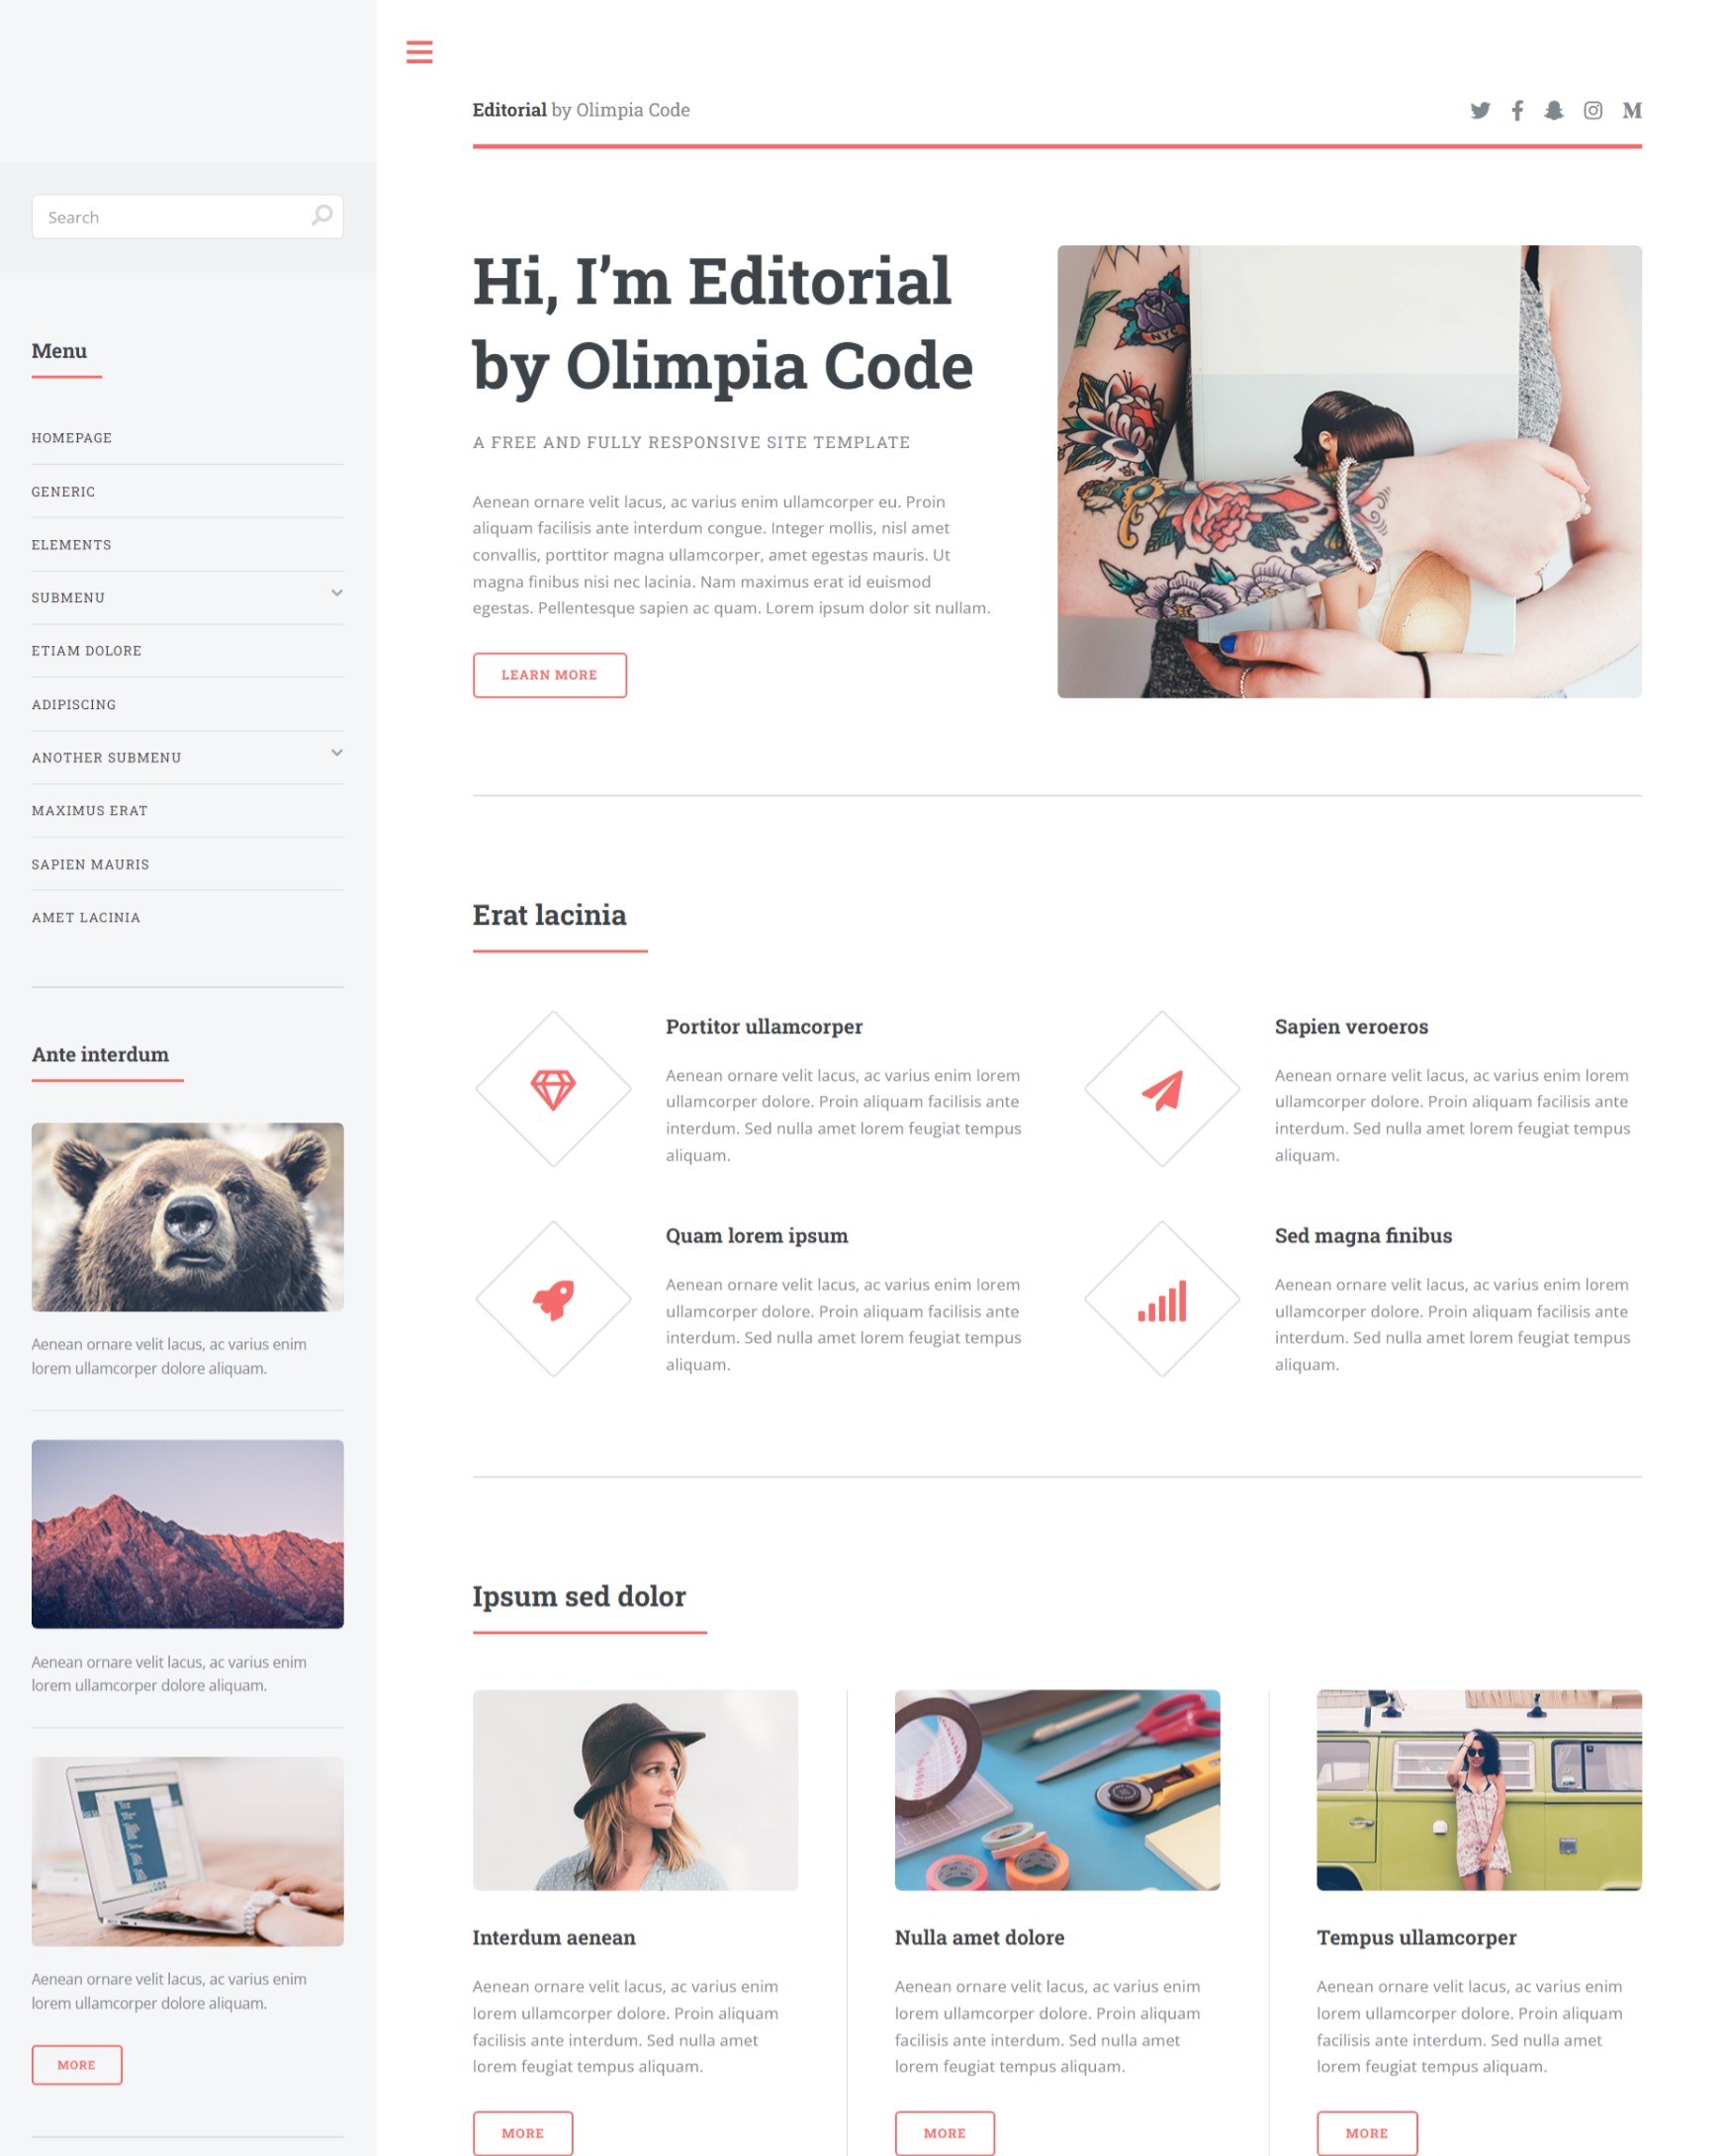 Search
Menu
HOMEPAGE
GENERIC
ELEMENTS
SUBMENU
ETIAM DOLORE
ADIPISCING
ANOTHER SUBMENU
MAXIMUS ERAT
SAPIEN MAURIS
AMET LACINIA
Ante interdum
Aenean ornare velit lacus, ac varius enim
lorem ullamcorper dolore aliquam.
Aenean ornare velit lacus, ac varius enim
lorem ullamcorper dolore aliquam.
Aenean ornare velit lacus, ac varius enim
lorem ullamcorper dolore aliquam.
MORE
Editorial by Olimpia Code
Hi, I’m Editorial
by Olimpia Code
A FREE AND FULLY RESPONSIVE SITE TEMPLATE
Aenean ornare velit lacus, ac varius enim ullamcorper eu. Proin
aliquam facilisis ante interdum congue. Integer mollis, nisl amet
convallis, porttitor magna ullamcorper, amet egestas mauris. Ut
magna finibus nisi nec lacinia. Nam maximus erat id euismod
egestas. Pellentesque sapien ac quam. Lorem ipsum dolor sit nullam.
LEARN MORE
NYC
Erat lacinia
Portitor ullamcorper
Aenean ornare velit lacus, ac varius enim lorem
ullamcorper dolore. Proin aliquam facilisis ante
interdum. Sed nulla amet lorem feugiat tempus
aliquam.
Sapien veroeros
Aenean ornare velit lacus, ac varius enim lorem
ullamcorper dolore. Proin aliquam facilisis ante
interdum. Sed nulla amet lorem feugiat tempus
aliquam.
Quam lorem ipsum
Aenean ornare velit lacus, ac varius enim lorem
ullamcorper dolore. Proin aliquam facilisis ante
interdum. Sed nulla amet lorem feugiat tempus
aliquam.
Sed magna finibus
Aenean ornare velit lacus, ac varius enim lorem
ullamcorper dolore. Proin aliquam facilisis ante
interdum. Sed nulla amet lorem feugiat tempus
aliquam.
Ipsum sed dolor
Interdum aenean
Aenean ornare velit lacus, ac varius enim
lorem ullamcorper dolore. Proin aliquam
facilisis ante interdum. Sed nulla amet
lorem feugiat tempus aliquam.
MORE
Nulla amet dolore
Aenean ornare velit lacus, ac varius enim
lorem ullamcorper dolore. Proin aliquam
facilisis ante interdum. Sed nulla amet
lorem feugiat tempus aliquam.
MORE
Tempus ullamcorper
Aenean ornare velit lacus, ac varius enim
lorem ullamcorper dolore. Proin aliquam
facilisis ante interdum. Sed nulla amet
lorem feugiat tempus aliquam.
MORE